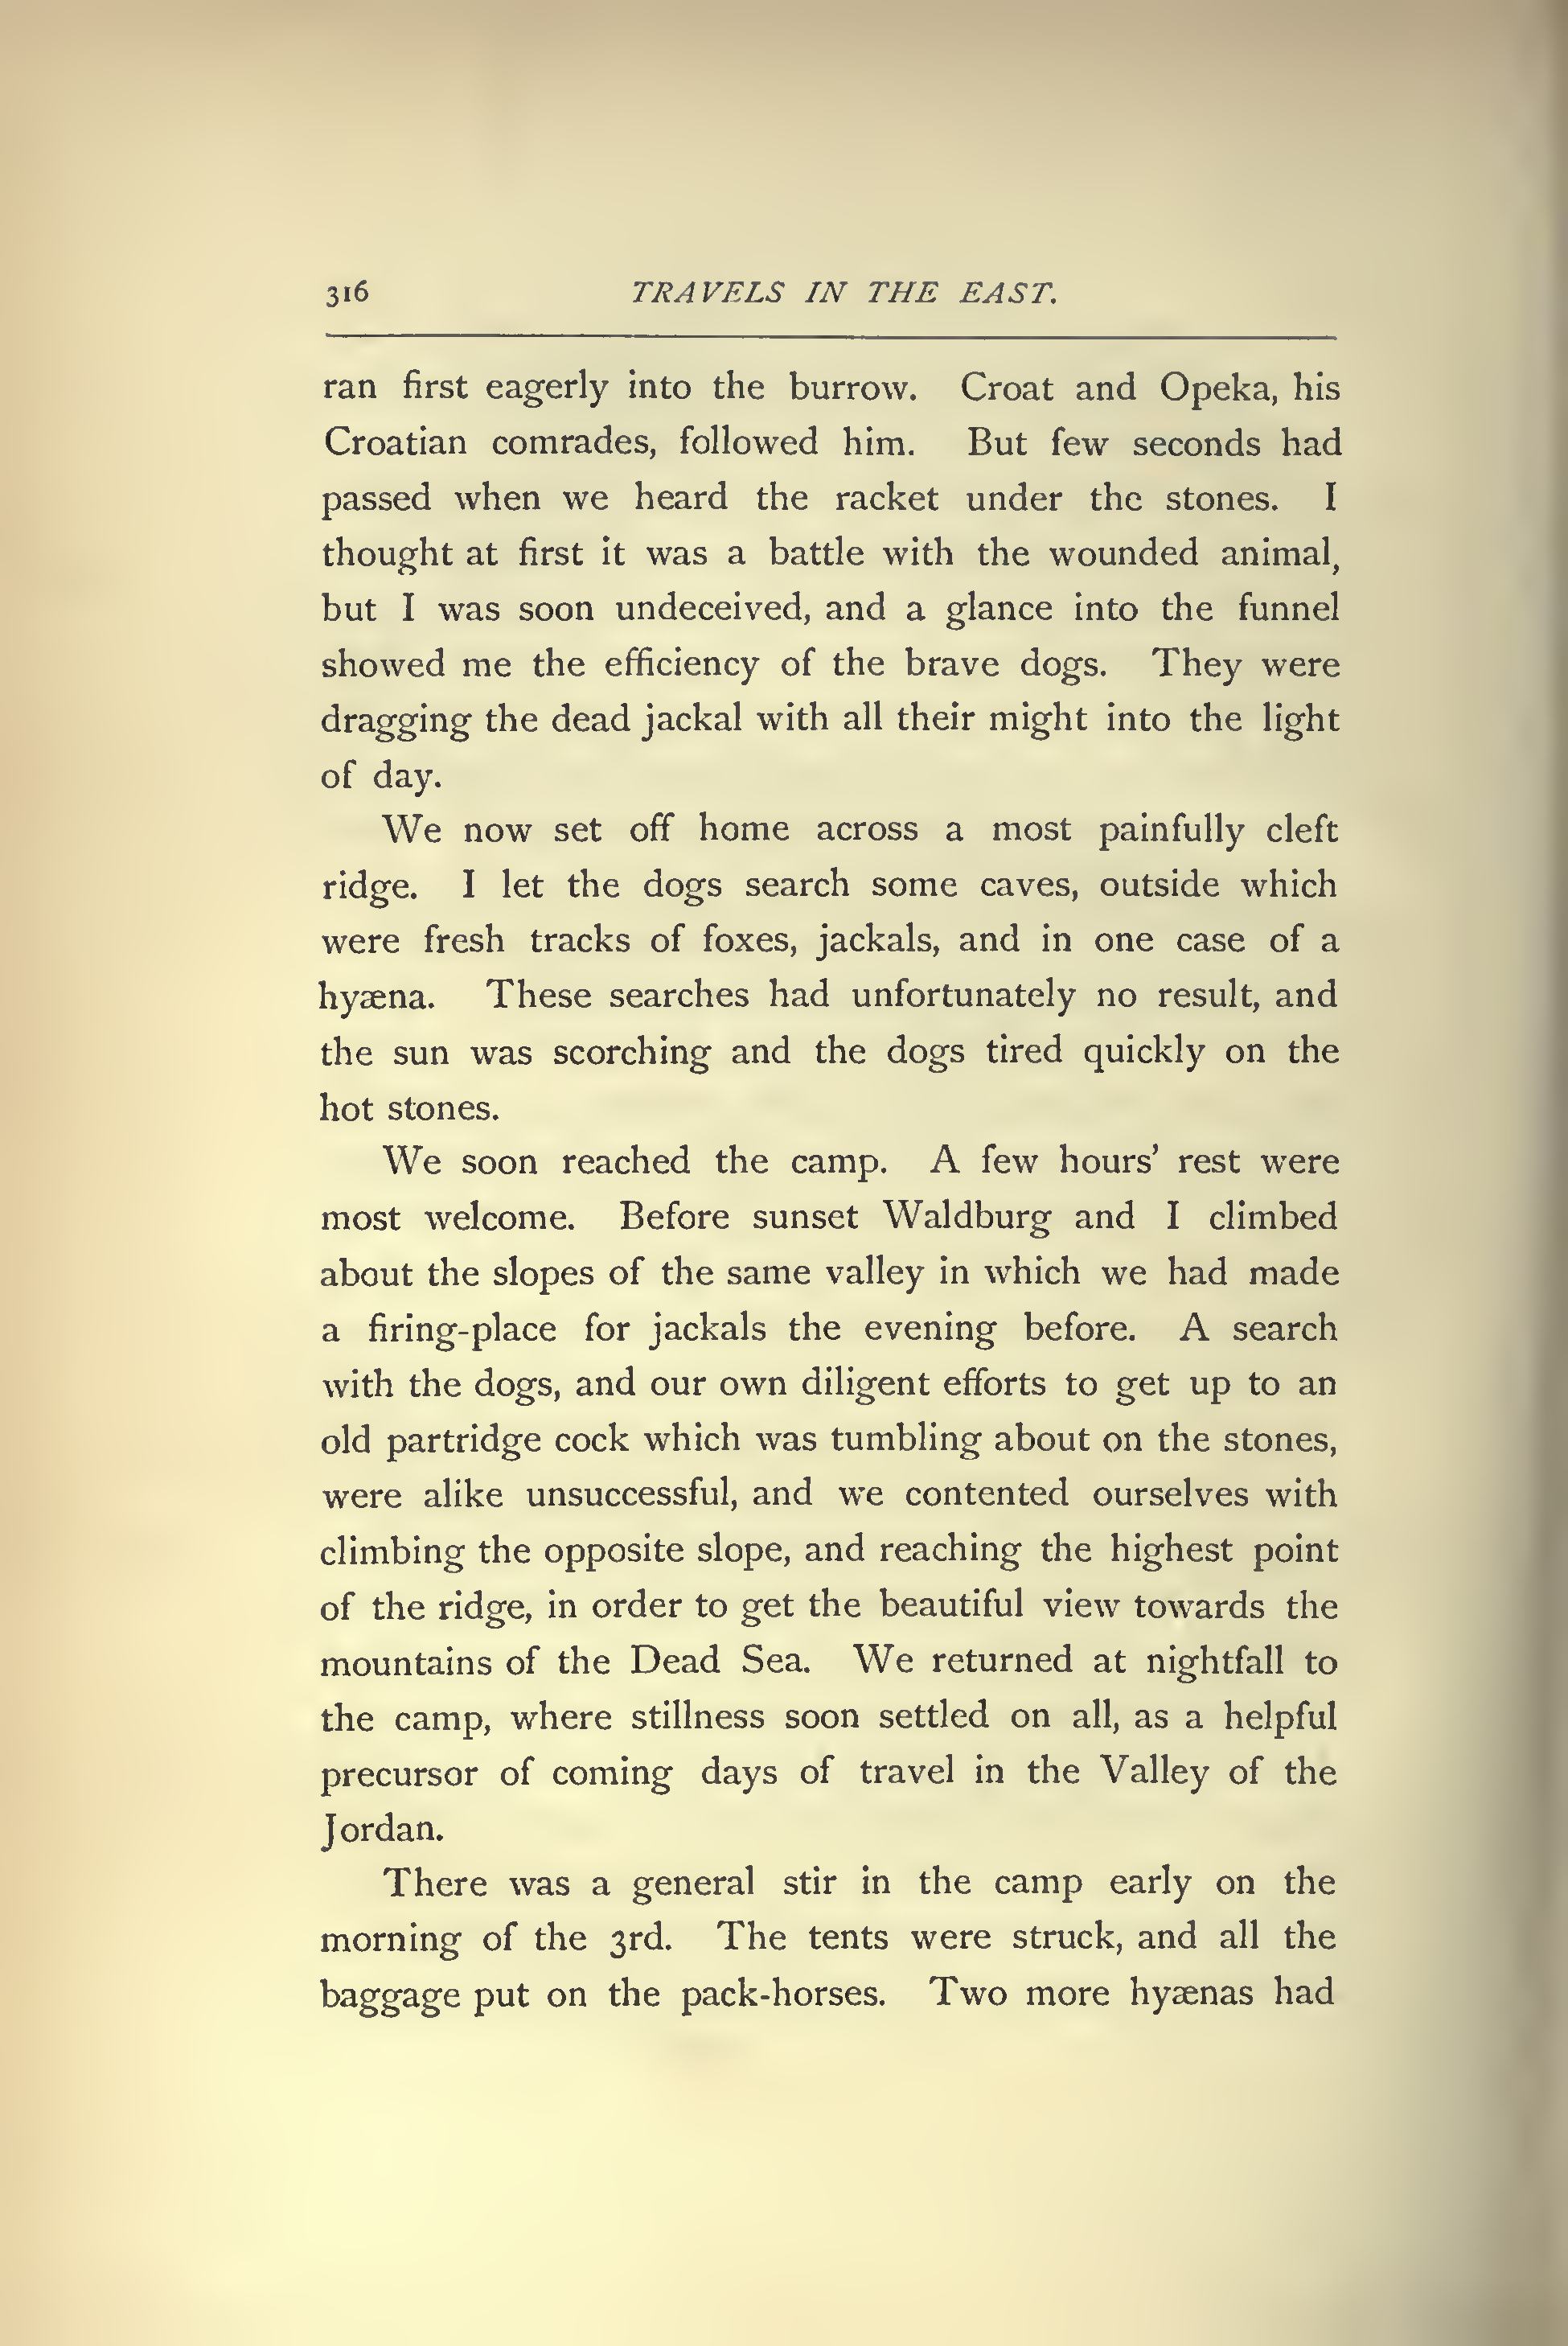 316 TRAVELS IN THE EAST.
ran first eagerly into the burrow. Croat and Opeka, his
Croatian comrades, followed him. But few seconds had
passed when we heard the racket under the stones. I
thought at first it was a battle with the wounded animal,
but I was soon undeceived, and a glance into the funnel
showed me the efficiency of the brave dogs. They were
dragging the dead jackal with all their might into the light
of day.
We now set off home across a most painfully cleft
ridge. I let the dogs search some caves, outside which
were fresh tracks of foxes, jackals, and in one case of a
hyæna. These searches had unfortunately no result, and
the sun was scorching and the dogs tired quickly on the
hot stones.
We soon reached the camp. A few hours’ rest were
most welcome. Before sunset Waldburg and I climbed
about the slopes of the same valley in which we had made
a firing-place for jackals the evening before. A search
with the dogs, and our own diligent efforts to get up to an
old partridge cock which was tumbling about on the stones,
were alike unsuccessful, and we contented ourselves with
climbing the opposite slope, and reaching the highest point
of the ridge, in order to get the beautiful view towards the
mountains of the Dead Sea. We returned at nightfall to
the camp, where stillness soon settled on all, as a helpful
precursor of coming days of travel in the Valley of the
Jordan.
There was a general stir in the camp early on the
morning of the 3rd. The tents were struck, and all the
baggage put on the pack-horses. Two more hyænas had